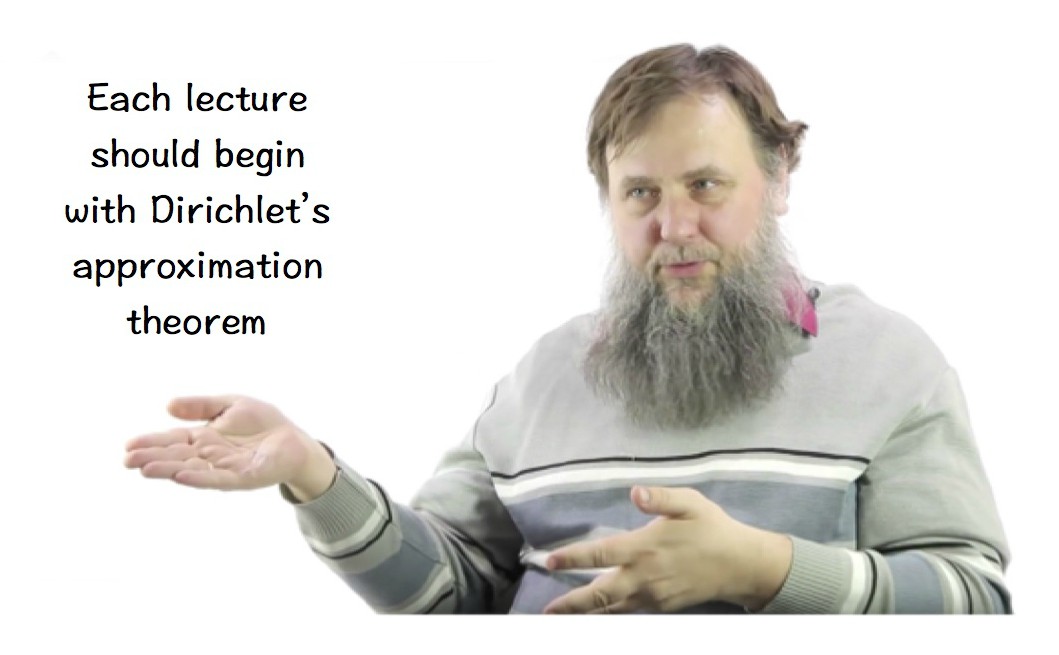 Each lecture
should begin
with Dirichlet's
approximation
theorem